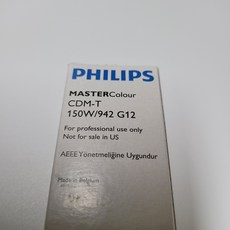 PHILIPS
MASTERColour
CDM-T
150W/942 G12
For professional use only
Not for sale in US
AEEE Yönetmeliğine Uygundur
Made in Belgium